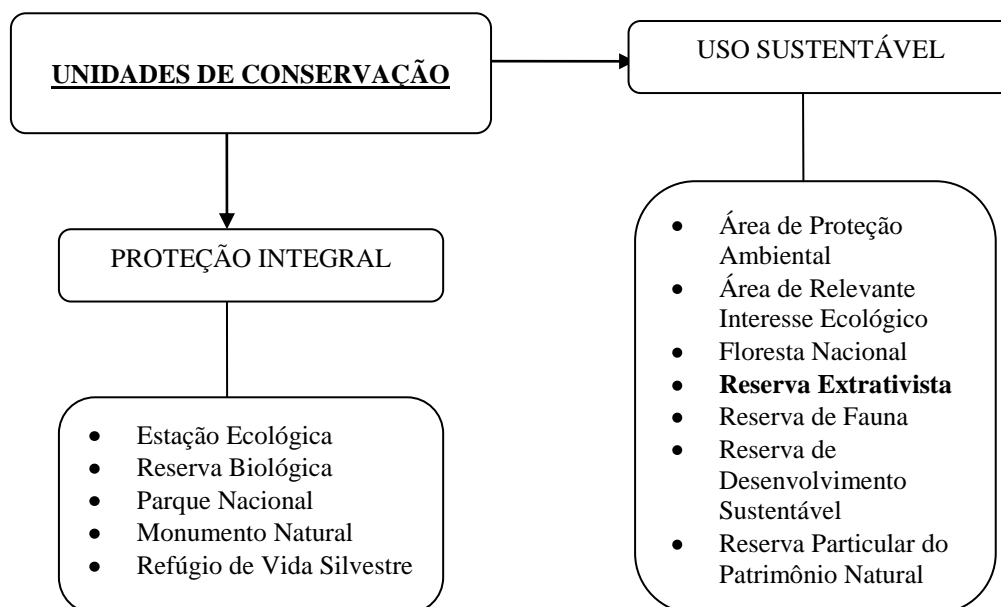 UNIDADES DE CONSERVAÇÃO
USO SUSTENTÁVEL
PROTEÇÃO INTEGRAL
• Estação Ecológica
• Reserva Biológica
• Parque Nacional
• Monumento Natural
• Refúgio de Vida Silvestre
• Área de Proteção
Ambiental
• Área de Relevante
Interesse Ecológico
• Floresta Nacional
• Reserva Extrativista
• Reserva de Fauna
• Reserva de
Desenvolvimento
Sustentável
• Reserva Particular do
Patrimônio Natural